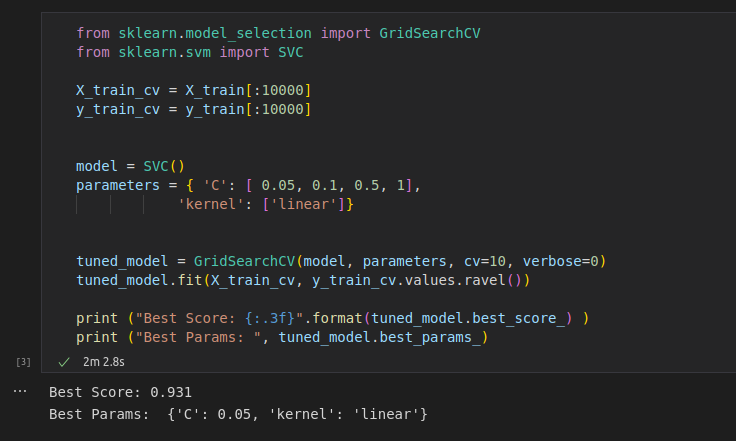 from sklearn.model_selection import GridSearchCV
from sklearn.svm import SVC
X_train_cv = X_train[:10000]
y_train_cv = y_train[:10000]
model = SVC()
parameters = { 'C': [ 0.05, 0.1, 0.5, 1],
'kernel': ['linear']}
tuned_model = GridSearchCV(model, parameters, cv=10, verbose=0)
tuned_model.fit(X_train_cv, y_train_cv.values.ravel())
print ("Best Score: {:.3f}".format(tuned_model.best_score_) )
print ("Best Params: ", tuned_model.best_params_)
[3] ✓ 2m 2.8s
... Best Score: 0.931
Best Params:  {'C': 0.05, 'kernel': 'linear'}